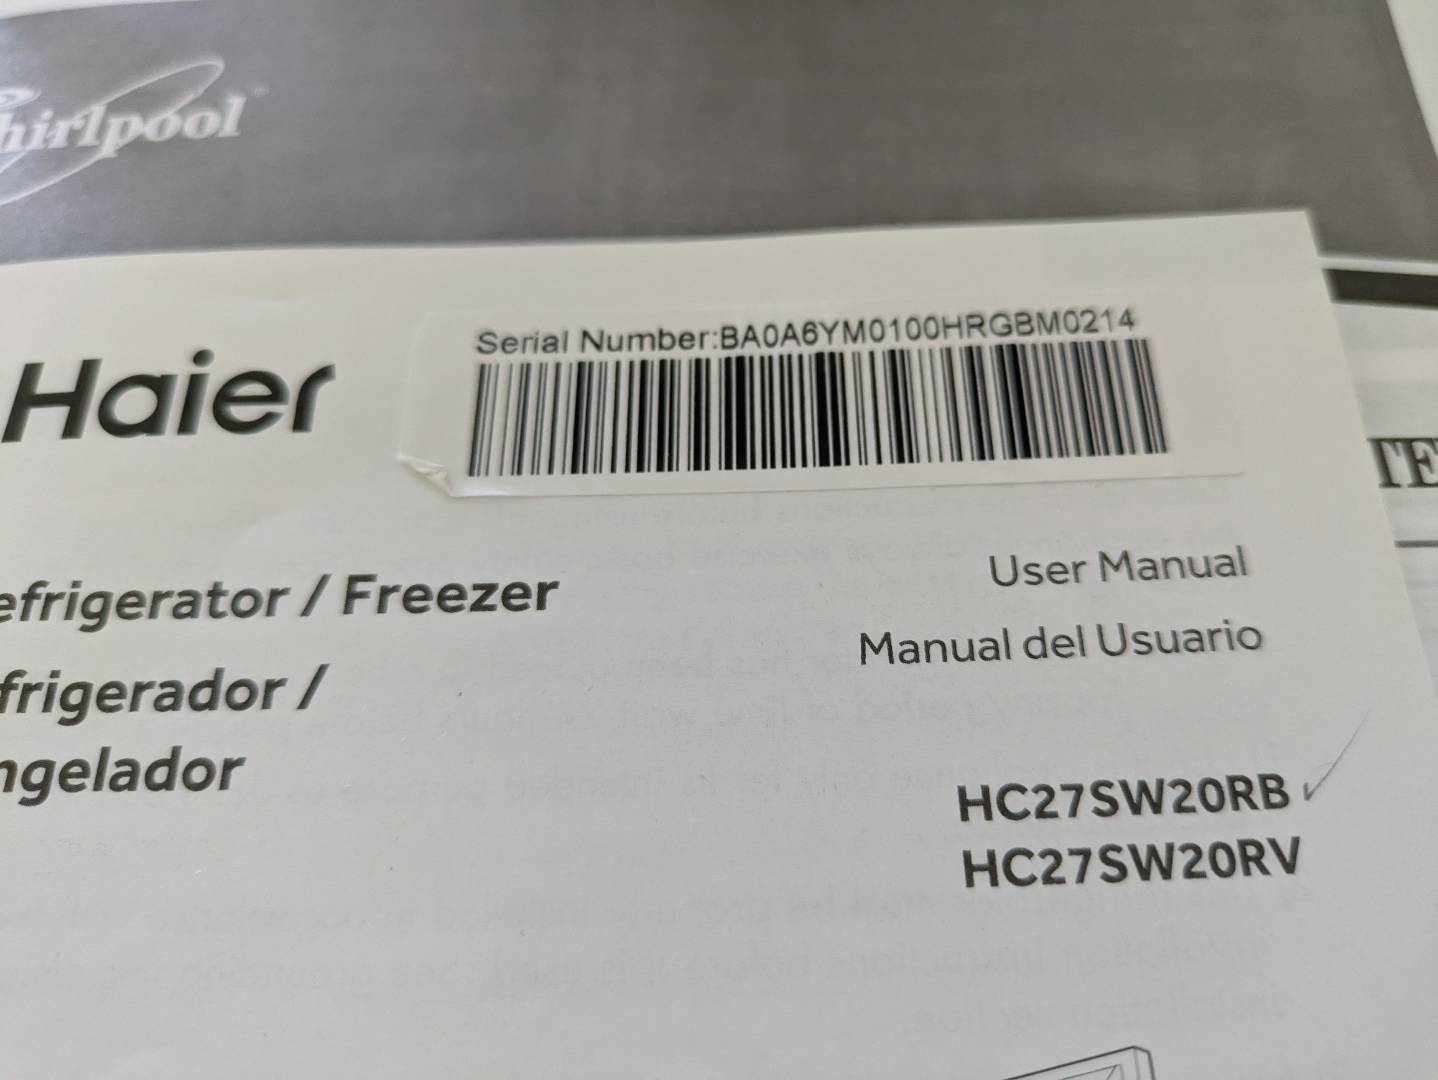 hirlpool
Haier
Serial Number:BA0A6YM0100HRGBM0214
efrigerator / Freezer
frigerador /
ngelador
User Manual
Manual del Usuario
HC27SW20RB
HC27SW20RV